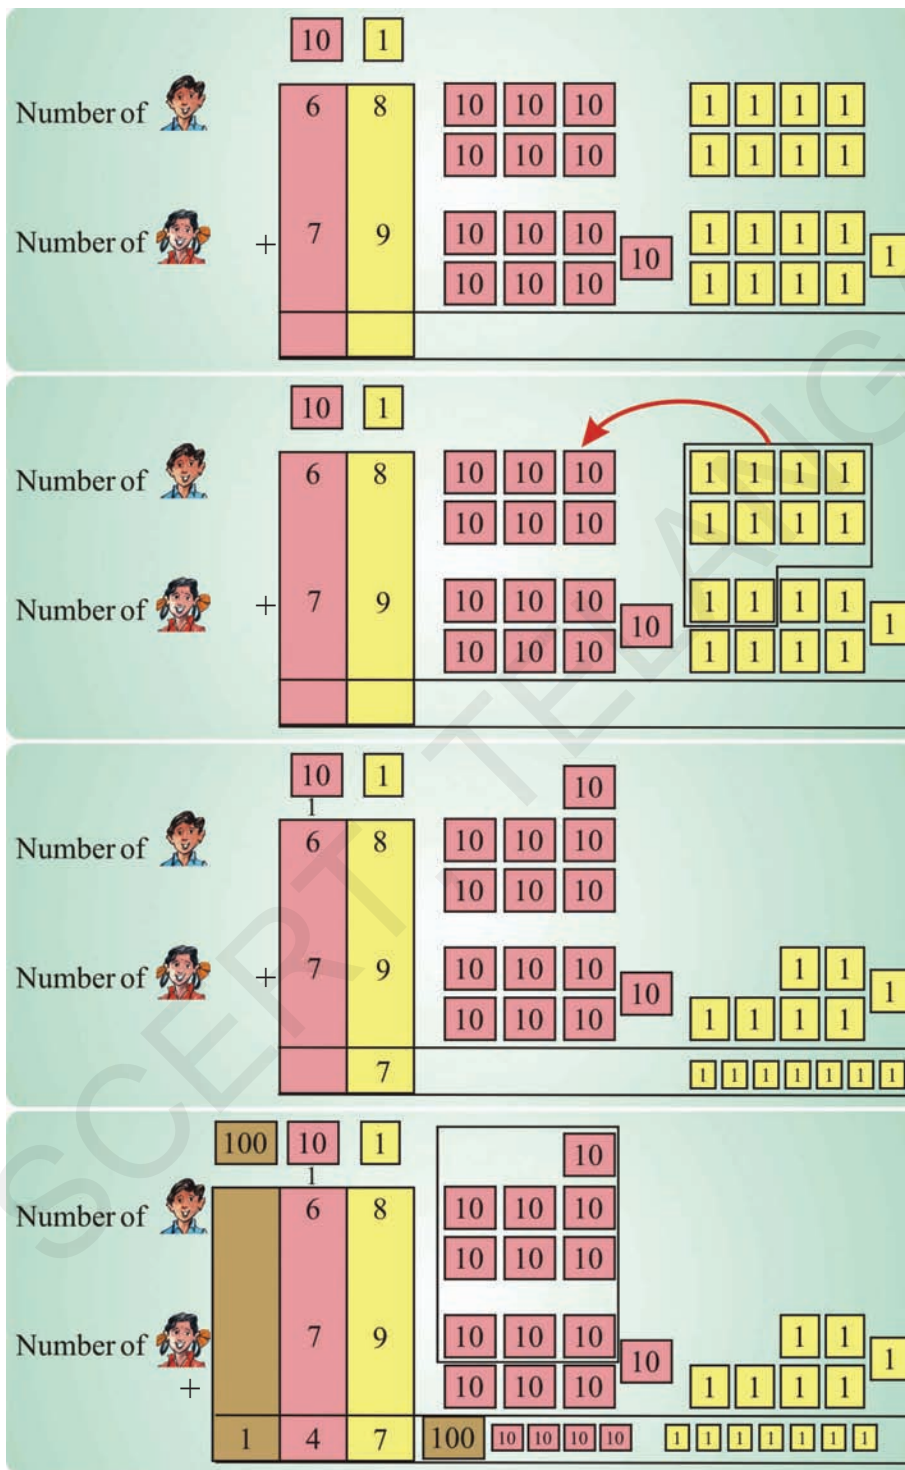 10 1
Number of 6 8 10 10 10 1 1 1 1
10 10 10 1 1 1 1
Number of + 7 9 10 10 10 10 1 1 1 1 1
10 10 10 1 1 1 1
10 1
Number of 6 8 10 10 10 1 1 1 1
10 10 10 1 1 1 1
Number of + 7 9 10 10 10 10 1 1 1 1 1
10 10 10 1 1 1 1
10 1 10
1
Number of 6 8 10 10 10
10 10 10
Number of + 7 9 10 10 10 10 1 1 1
10 10 10 1 1 1 1
7 1 1 1 1 1 1 1
100 10 1 10
1
Number of 6 8 10 10 10
10 10 10
Number of 7 9 10 10 10 10 1 1 1
+ 10 10 10 1 1 1 1
1 4 7 100 10 10 10 10 1 1 1 1 1 1 1
SCERT, TELANG